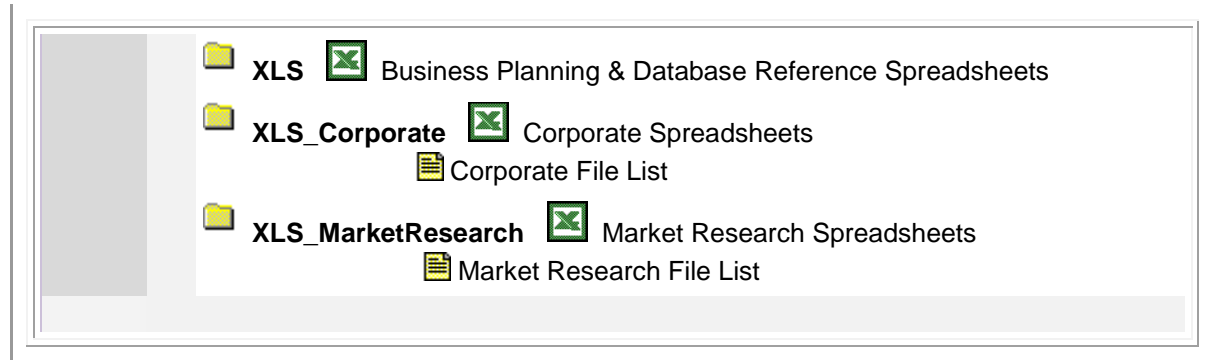 XLS Business Planning & Database Reference Spreadsheets
XLS_Corporate Corporate Spreadsheets
Corporate File List
XLS_MarketResearch Market Research Spreadsheets
Market Research File List